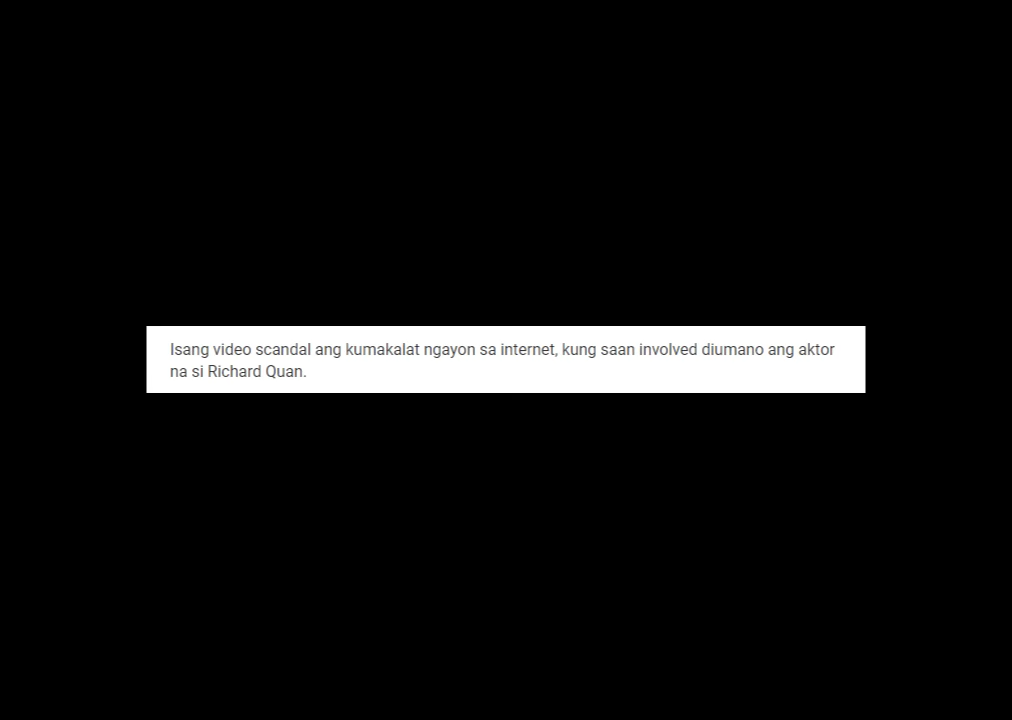 Isang video scandal ang kumakalat ngayon sa internet, kung saan involved diumano ang aktor
na si Richard Quan.